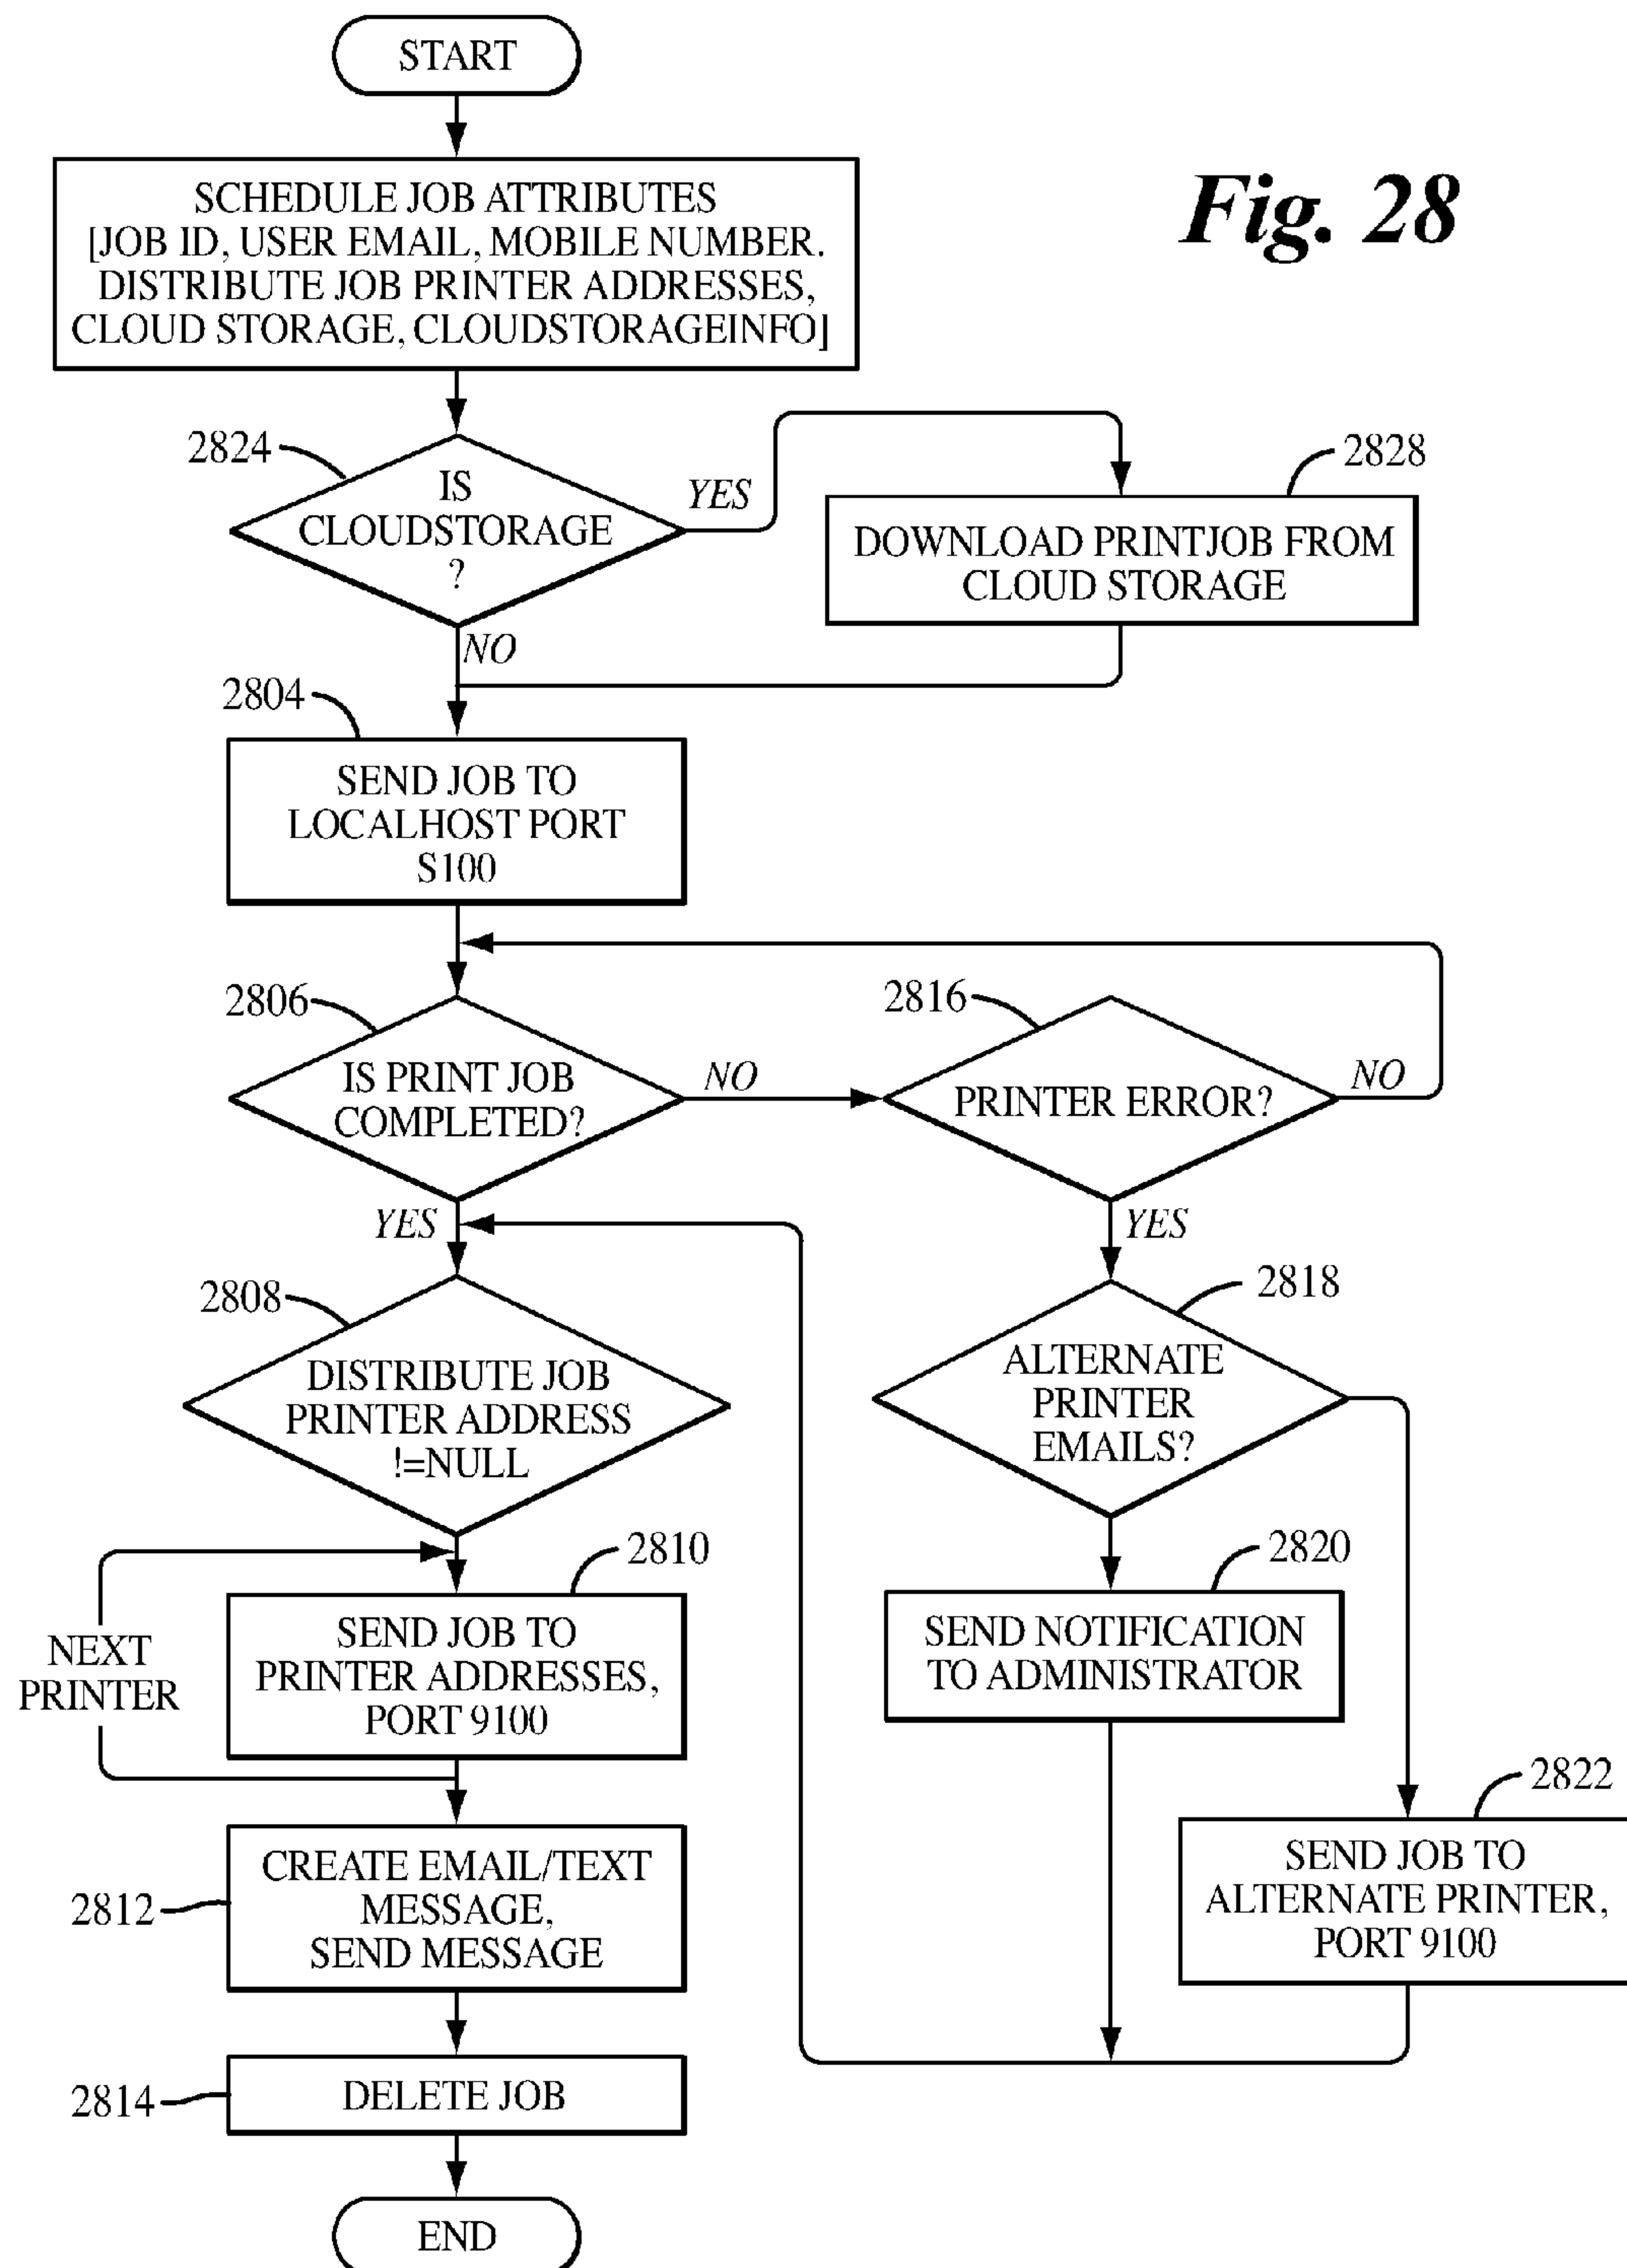 START
Fig. 28
SCHEDULE JOB ATTRIBUTES
[JOB ID, USER EMAIL, MOBILE NUMBER.
DISTRIBUTE JOB PRINTER ADDRESSES,
CLOUD STORAGE, CLOUDSTORAGEINFO]
2824
IS
CLOUDSTORAGE
?
YES
2828
DOWNLOAD PRINTJOB FROM
CLOUD STORAGE
NO
2804
SEND JOB TO
LOCALHOST PORT
S100
2806
IS PRINT JOB
COMPLETED?
NO
2816
PRINTER ERROR?
NO
YES
YES
2808
DISTRIBUTE JOB
PRINTER ADDRESS
!=NULL
2818
ALTERNATE
PRINTER
EMAILS?
2810
SEND JOB TO
PRINTER ADDRESSES,
PORT 9100
NEXT
PRINTER
2820
SEND NOTIFICATION
TO ADMINISTRATOR
2822
SEND JOB TO
ALTERNATE PRINTER,
PORT 9100
2812
CREATE EMAIL/TEXT
MESSAGE,
SEND MESSAGE
2814
DELETE JOB
END